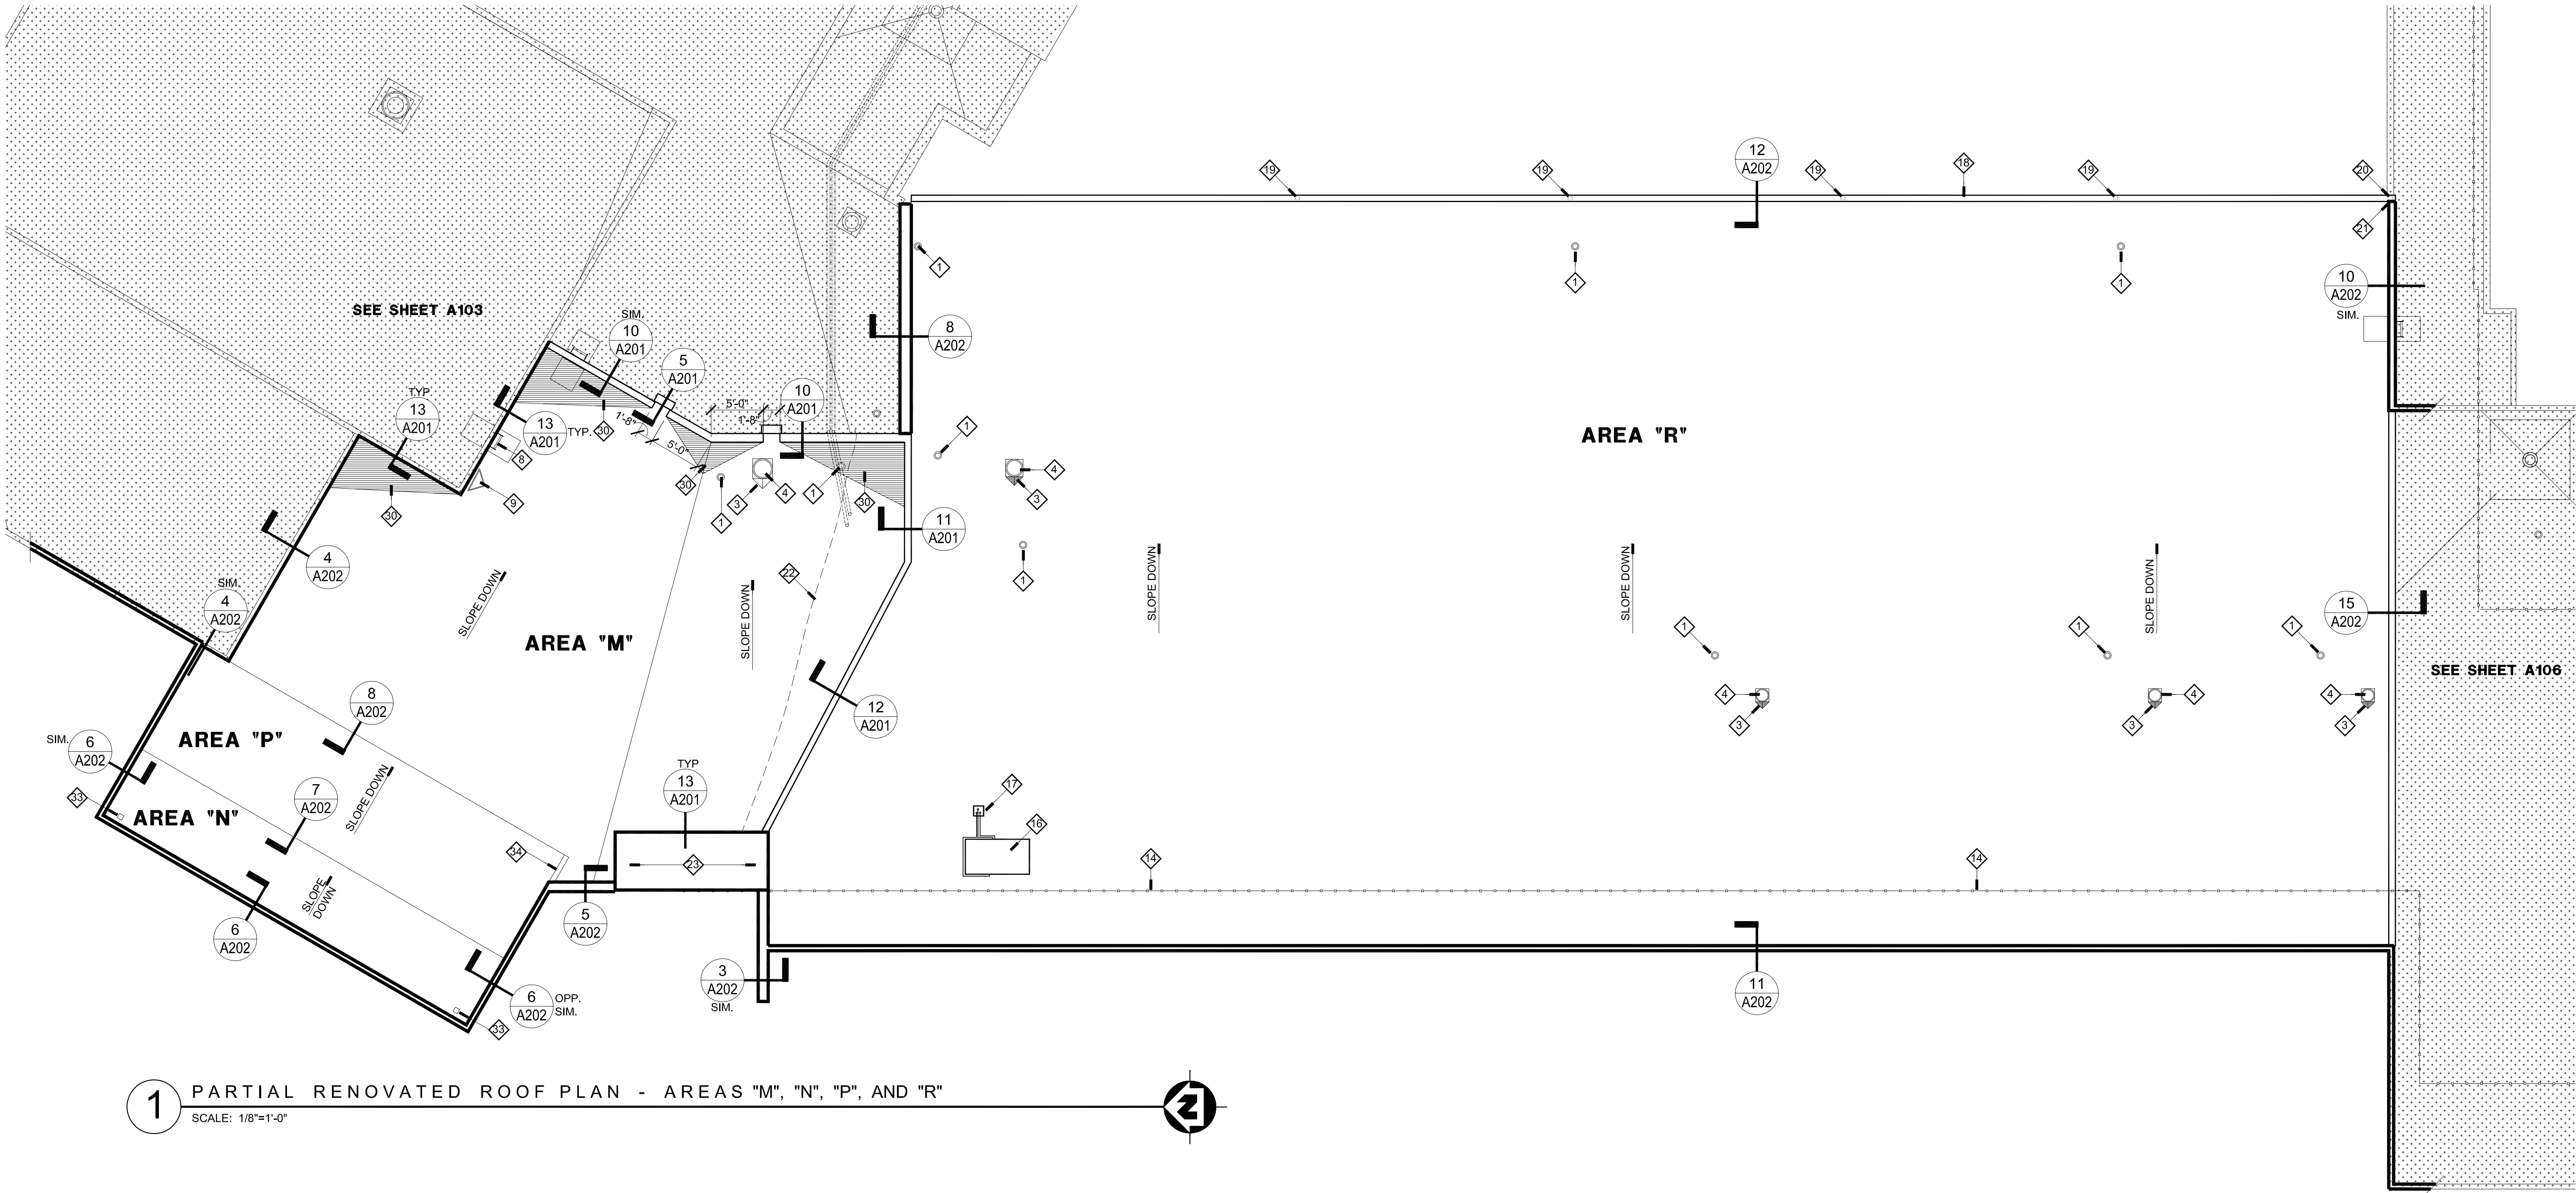 19
19
12
A202
19
18
19
20
21
1
1
1
SEE SHEET A103
SIM.
10
A201
5
A201
8
A202
10
A202
SIM.
TYP
13
A201
13
A201
TYP.
30
8
9
5'-0"
1'-8"
10
A201
1'-8"
5'-0"
30
1
AREA "R"
4
3
1
4
3
1
30
30
11
A201
4
A202
1
22
SIM.
4
A202
SLOPE DOWN
SLOPE DOWN
SLOPE DOWN
SLOPE DOWN
SLOPE DOWN
AREA "M"
1
1
1
15
A202
SEE SHEET A106
4
3
4
3
4
3
8
A202
12
A201
AREA "P"
SIM.
6
A202
7
A202
SLOPE DOWN
33
AREA "N"
TYP
13
A201
17
16
34
23
14
14
SLOPE
DOWN
6
A202
5
A202
6
A202
OPP.
SIM.
33
3
A202
SIM.
11
A202
1
PARTIAL RENOVATED ROOF PLAN - AREAS "M", "N", "P", AND "R"
SCALE: 1/8"=1'-0"
N